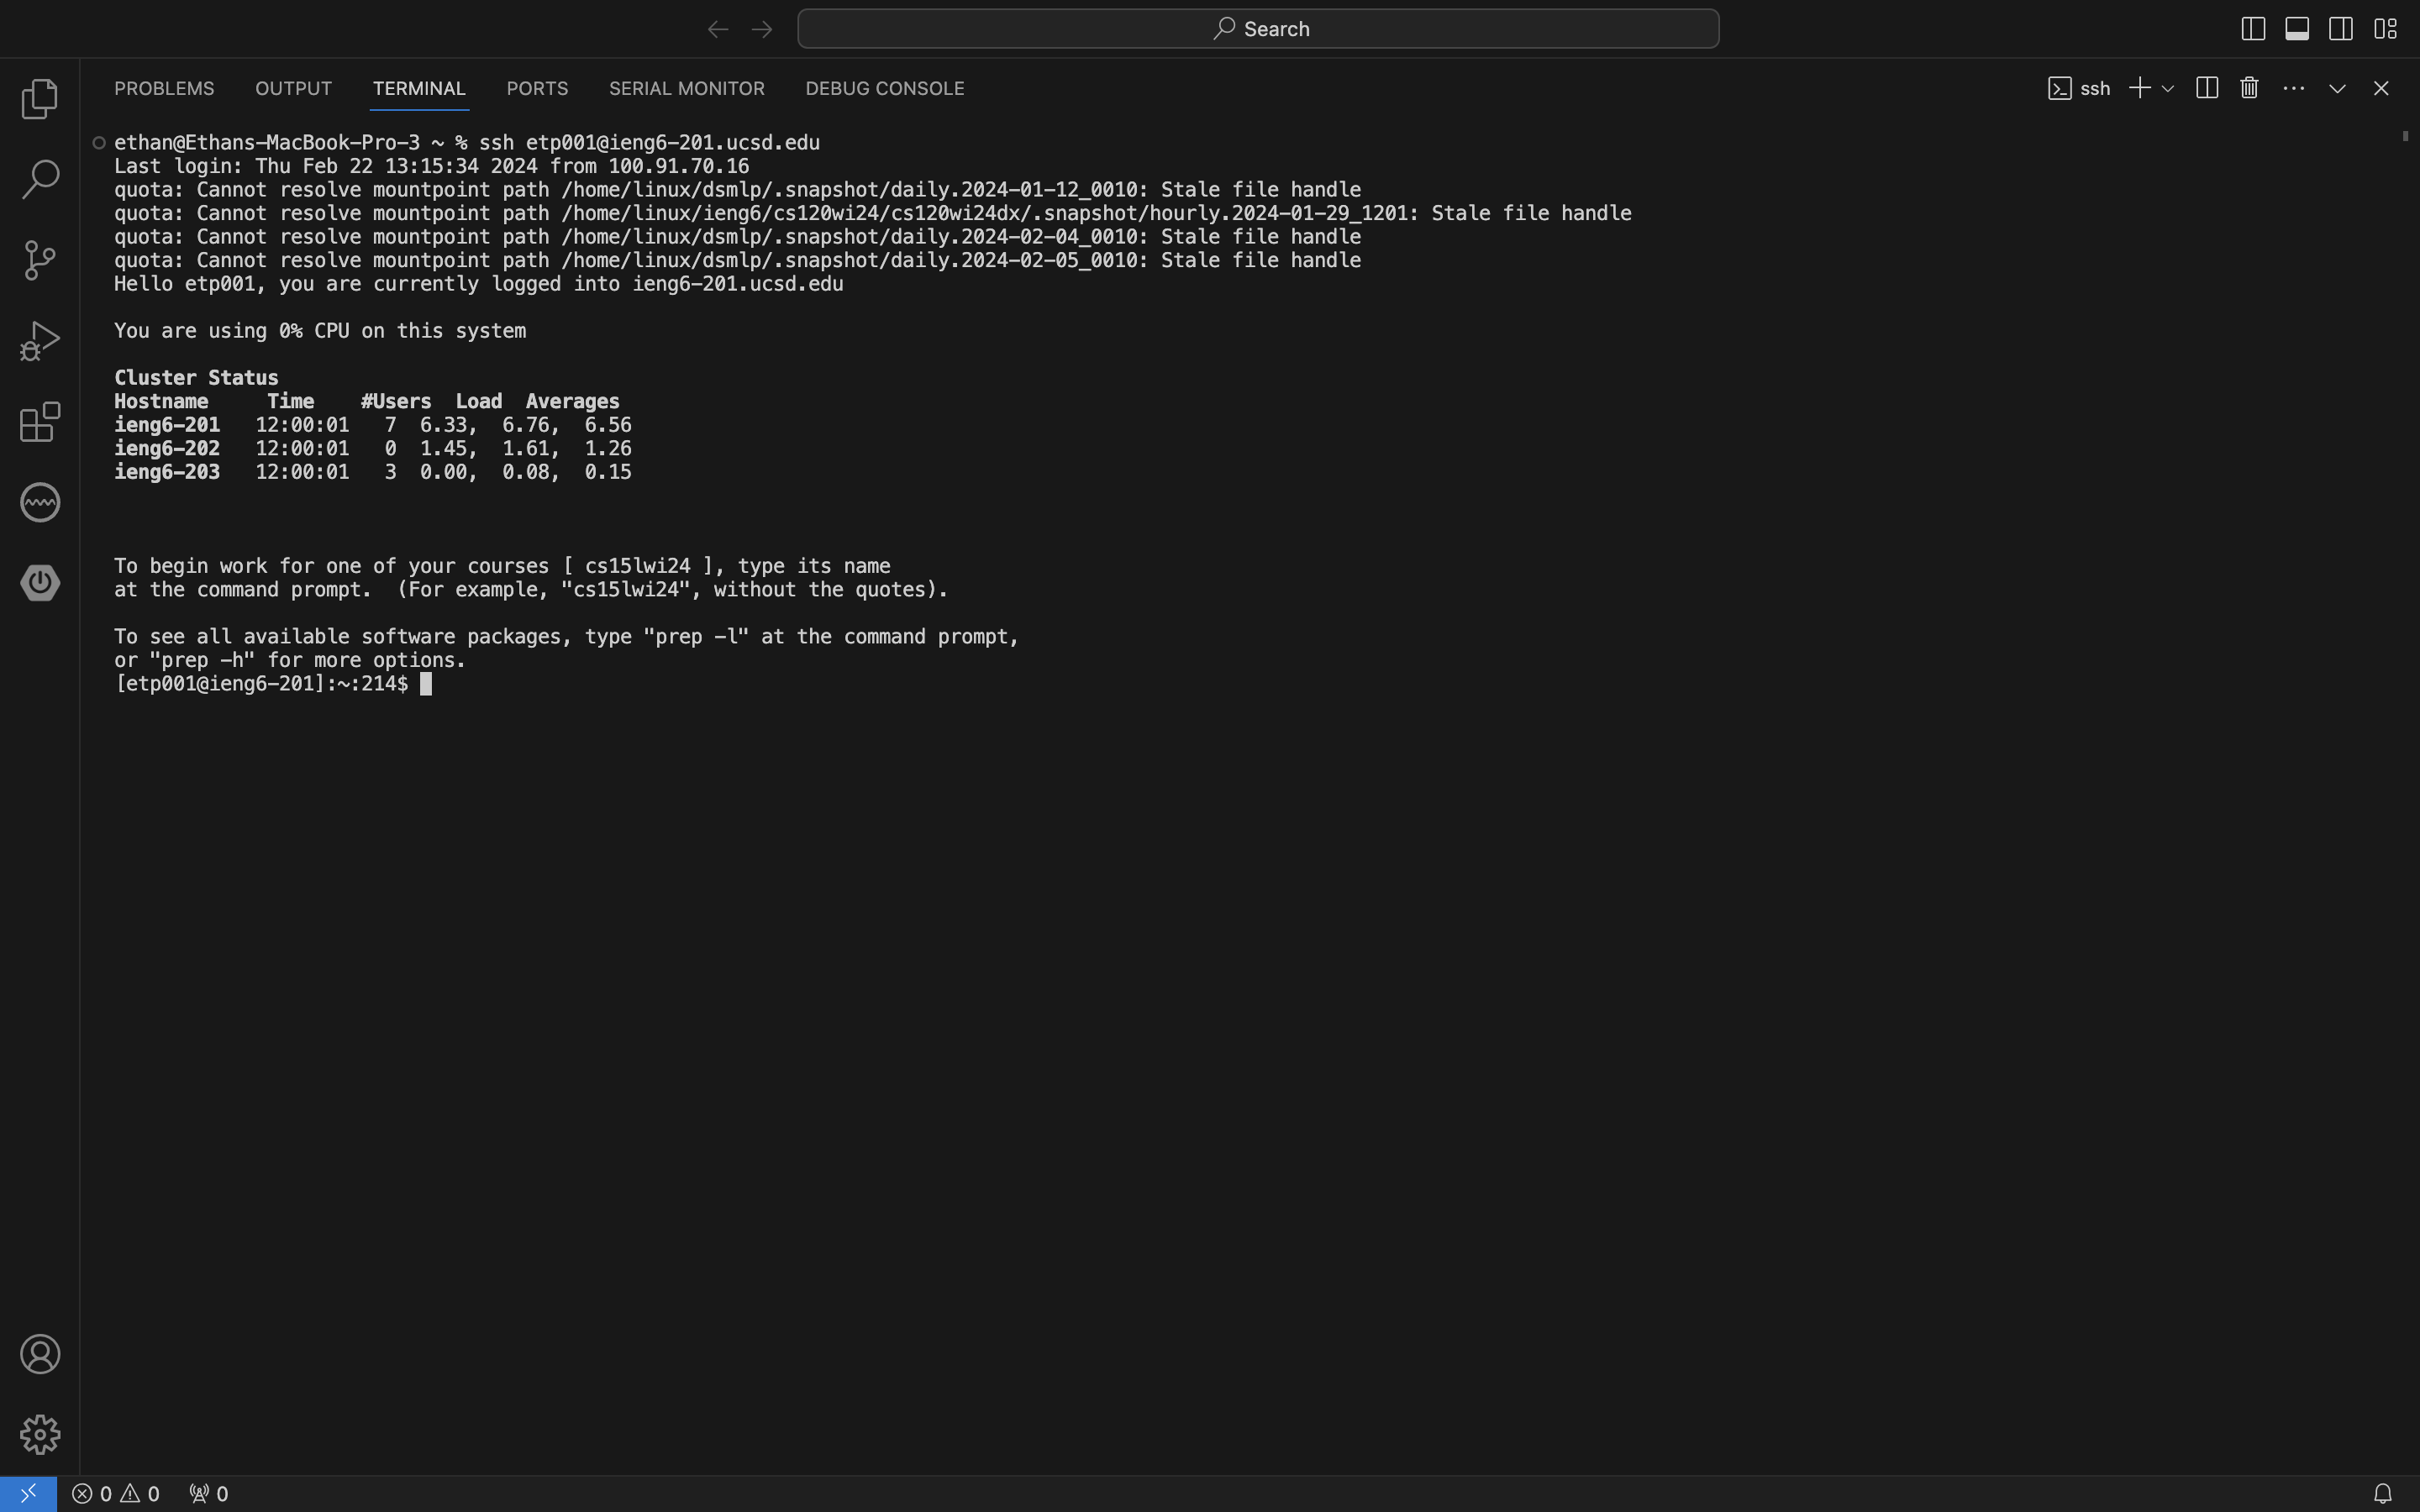 Search
PROBLEMS OUTPUT TERMINAL PORTS SERIAL MONITOR DEBUG CONSOLE ssh
ethan@Ethans-MacBook-Pro-3 ~ % ssh etp001@ieng6-201.ucsd.edu
Last login: Thu Feb 22 13:15:34 2024 from 100.91.70.16
quota: Cannot resolve mountpoint path /home/linux/dsmlp/.snapshot/daily.2024-01-12_0010: Stale file handle
quota: Cannot resolve mountpoint path /home/linux/ieng6/cs120wi24/cs120wi24dx/.snapshot/hourly.2024-01-29_1201: Stale file handle
quota: Cannot resolve mountpoint path /home/linux/dsmlp/.snapshot/daily.2024-02-04_0010: Stale file handle
quota: Cannot resolve mountpoint path /home/linux/dsmlp/.snapshot/daily.2024-02-05_0010: Stale file handle
Hello etp001, you are currently logged into ieng6-201.ucsd.edu
You are using 0% CPU on this system
Cluster Status
Hostname     Time    #Users  Load  Averages
ieng6-201   12:00:01   7  6.33,  6.76,  6.56
ieng6-202   12:00:01   0  1.45,  1.61,  1.26
ieng6-203   12:00:01   3  0.00,  0.08,  0.15
To begin work for one of your courses [ cs15lwi24 ], type its name
at the command prompt.  (For example, "cs15lwi24", without the quotes).
To see all available software packages, type "prep -l" at the command prompt,
or "prep -h" for more options.
[etp001@ieng6-201]:~:214$
0 0 0